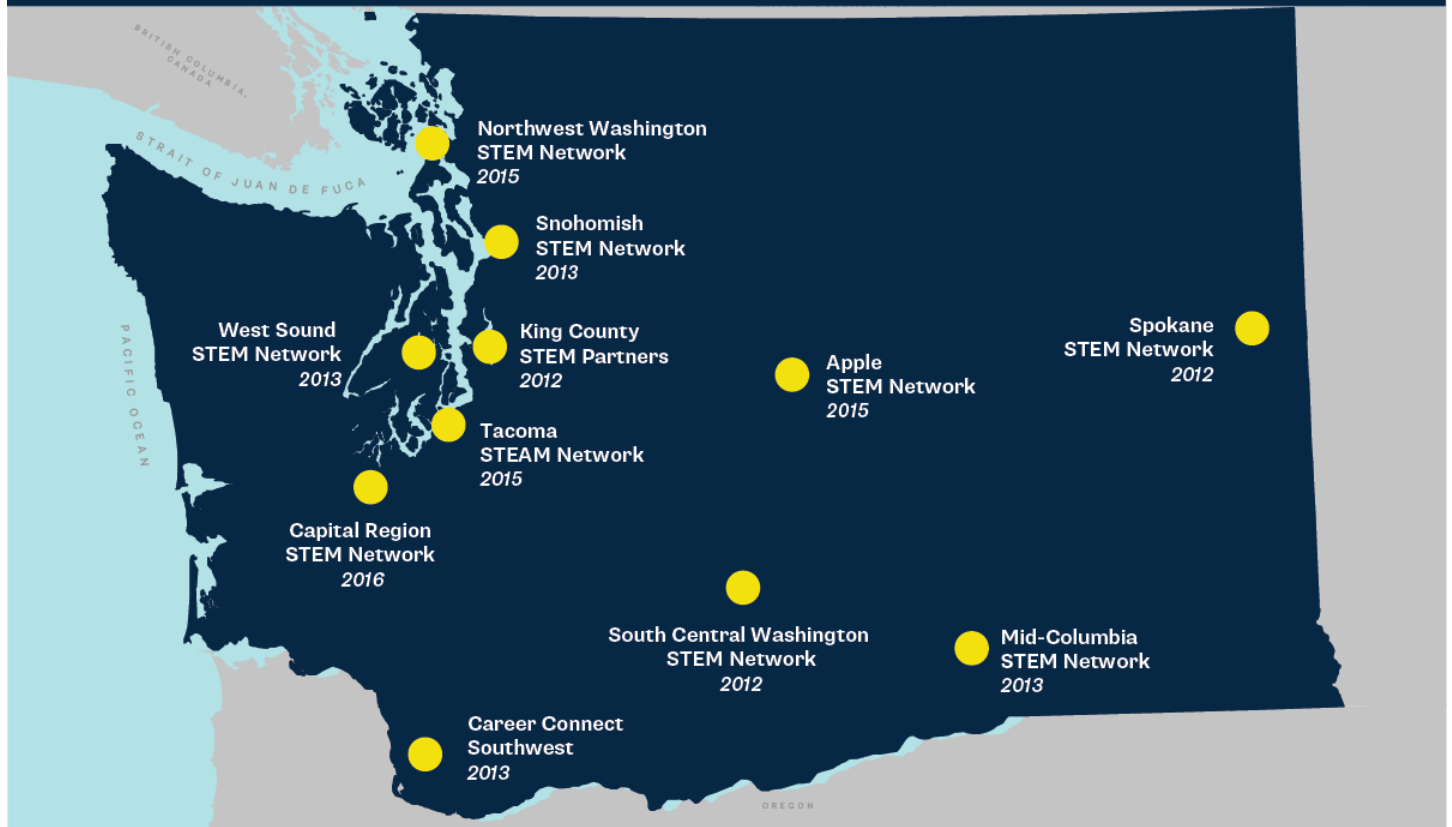 BRITISH COLUMBIA,
CANADA
STRAIT OF JUAN DE FUCA
PACIFIC OCEAN
Northwest Washington
STEM Network
2015
Snohomish
STEM Network
2013
West Sound
STEM Network
2013
King County
STEM Partners
2012
Apple
STEM Network
2015
Spokane
STEM Network
2012
Tacoma
STEAM Network
2015
Capital Region
STEM Network
2016
South Central Washington
STEM Network
2012
Mid-Columbia
STEM Network
2013
Career Connect
Southwest
2013
OREGON